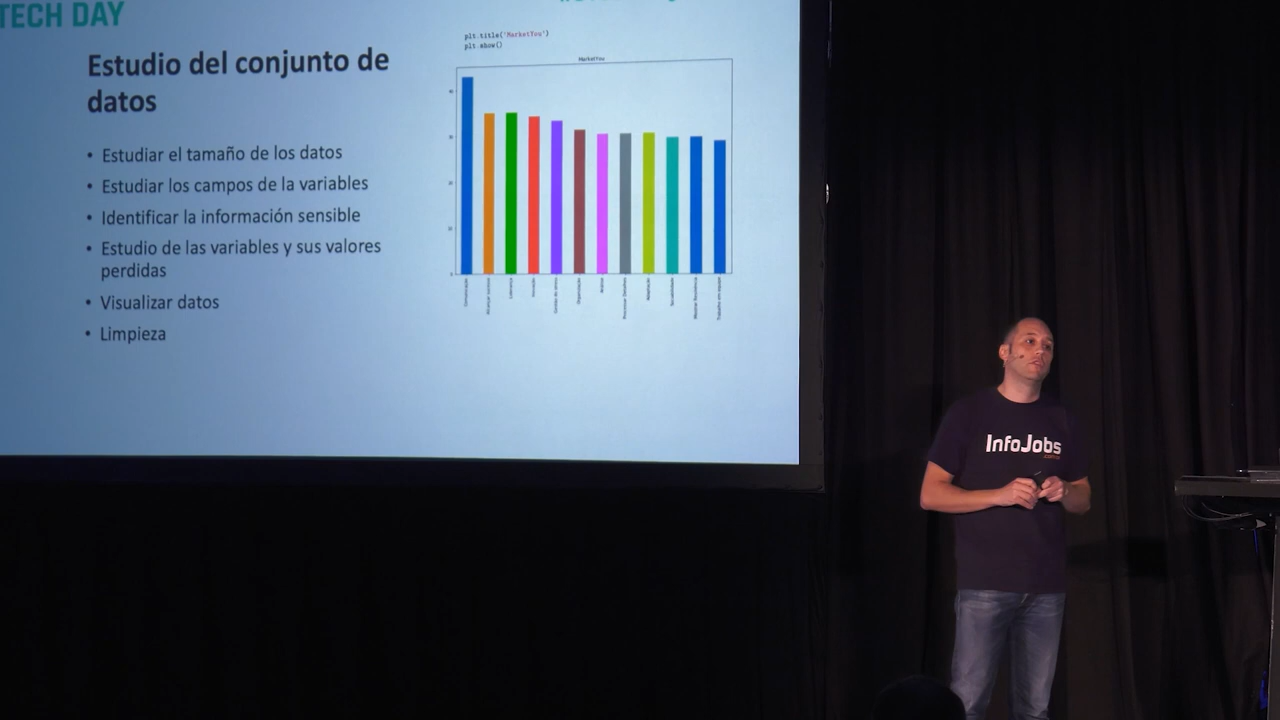 TECH DAY
Estudio del conjunto de
datos
• Estudiar el tamaño de los datos
• Estudiar los campos de la variables
• Identificar la información sensible
• Estudio de las variables y sus valores
perdidas
• Visualizar datos
• Limpieza
plt.title('MarketYou')
plt.show()
MarketYou
InfoJobs